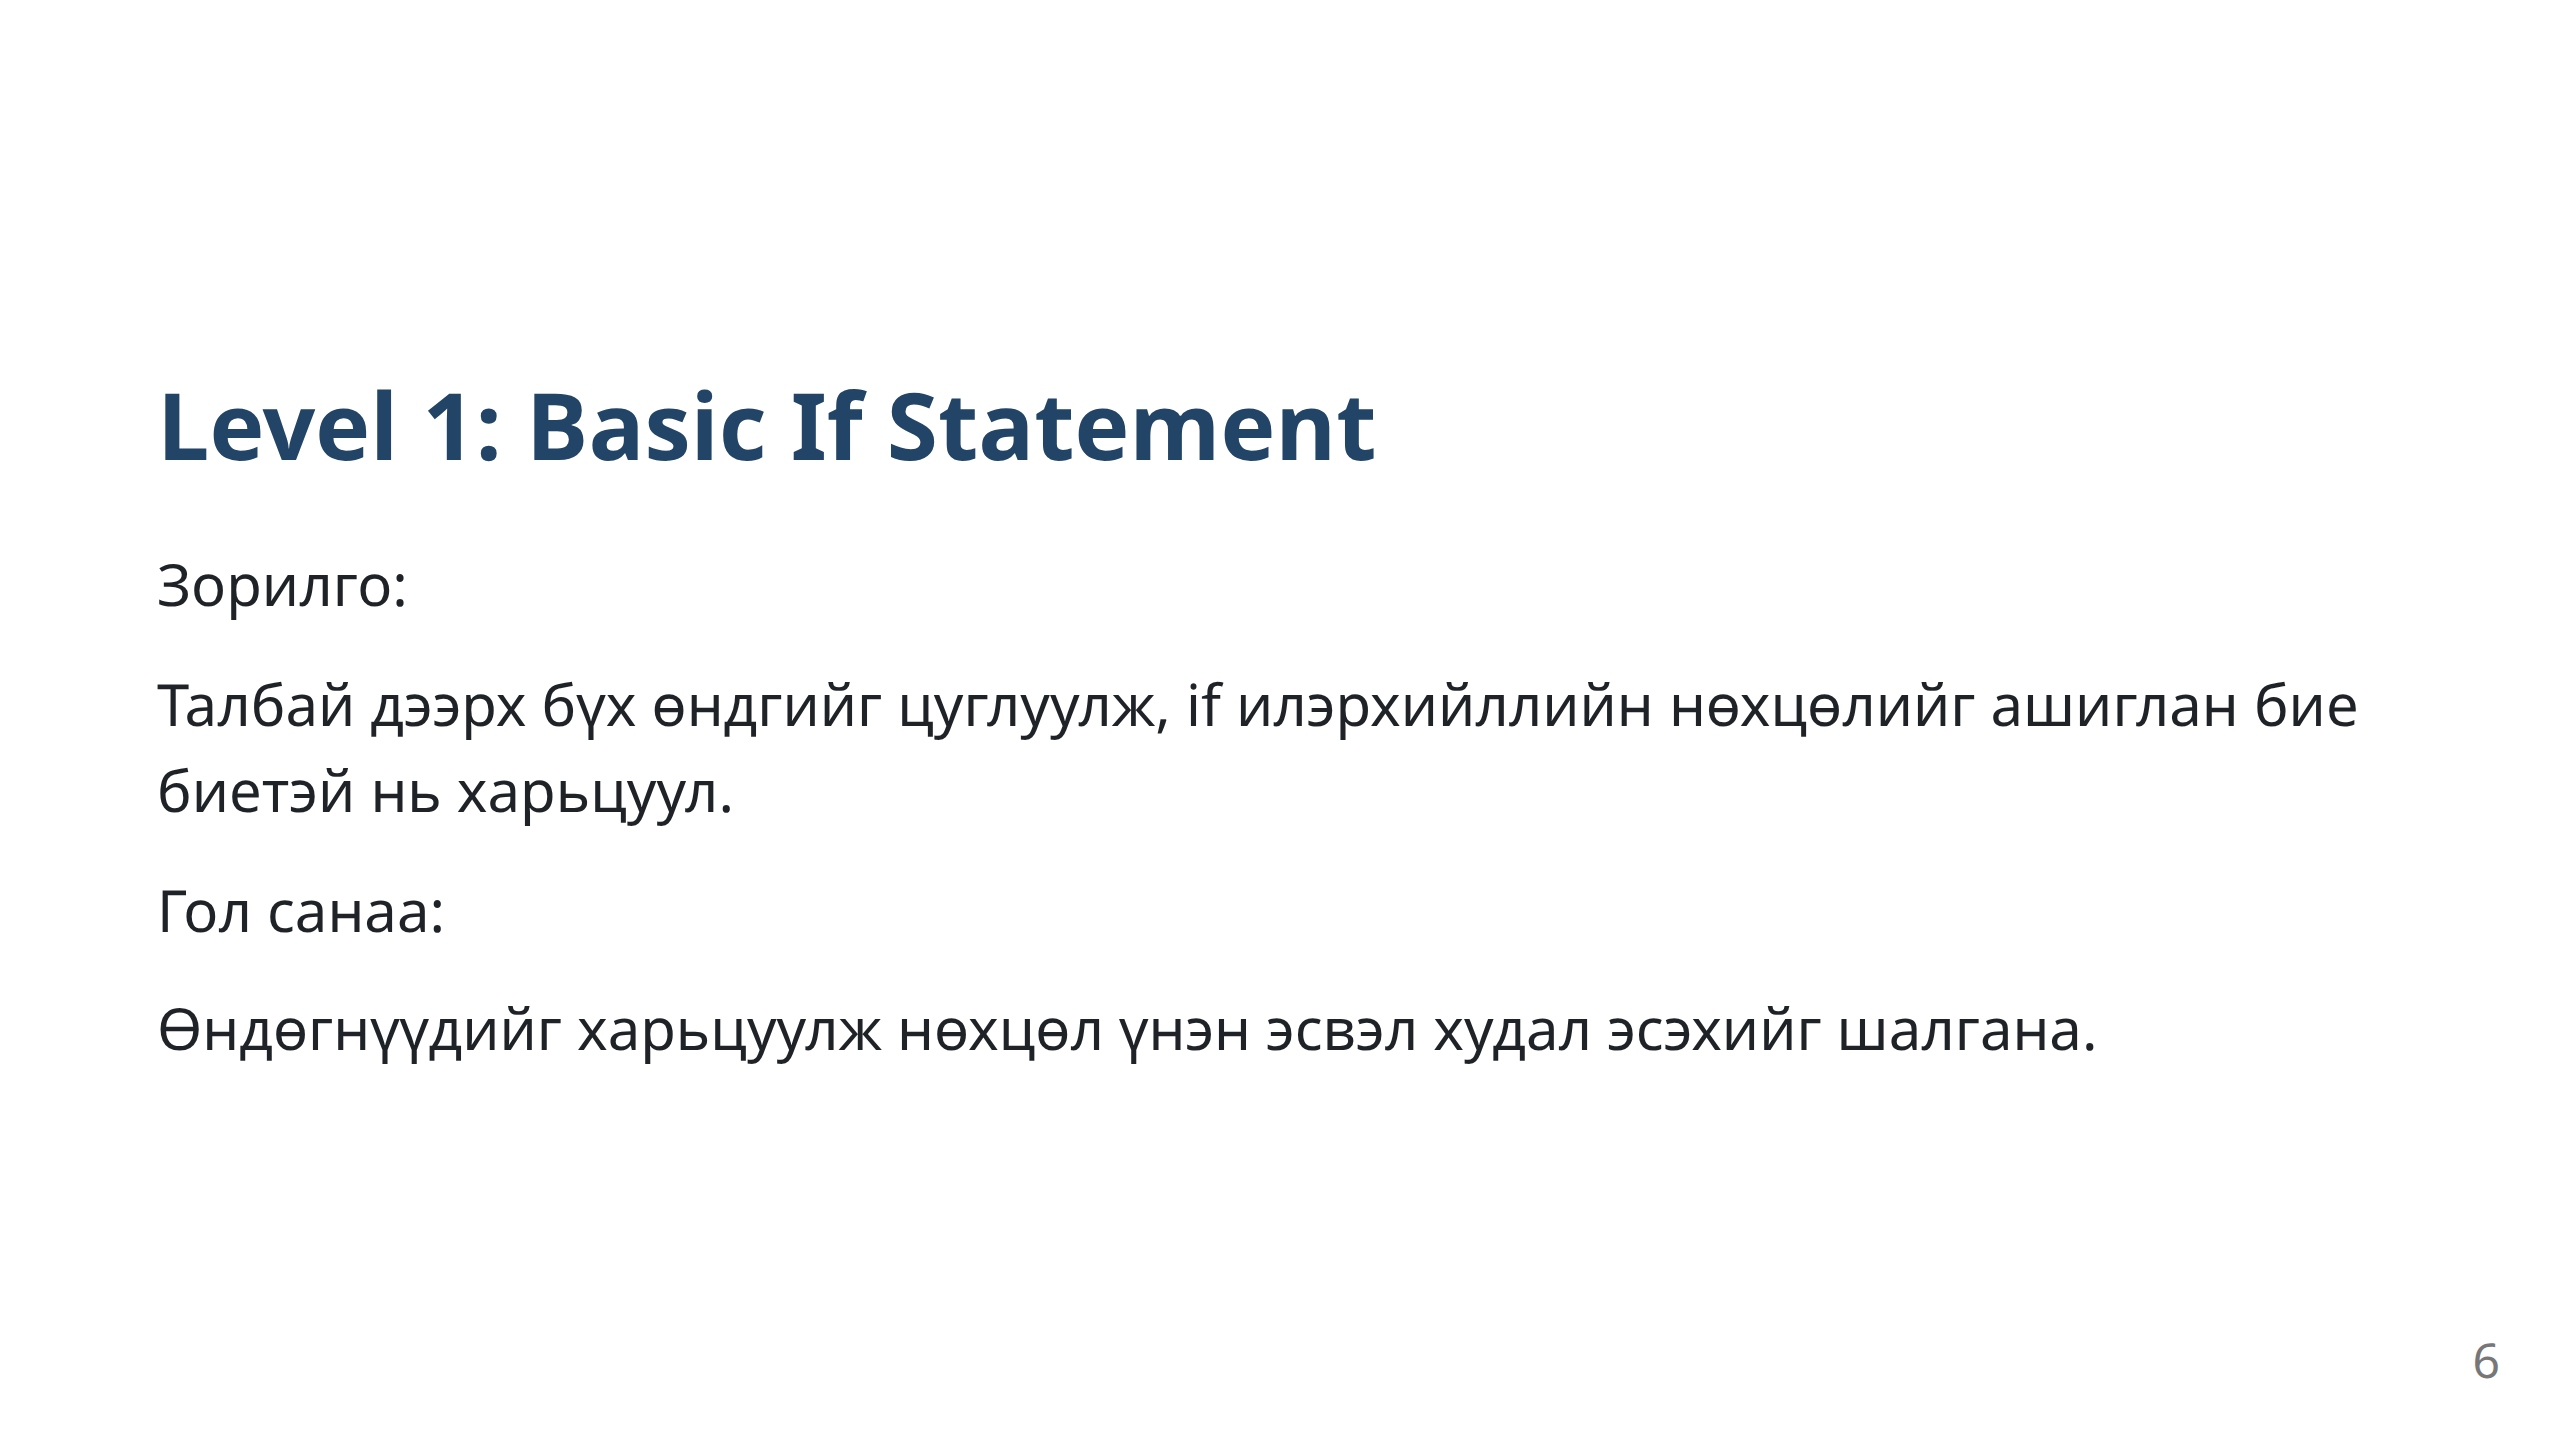 Level 1: Basic If Statement
Зорилго:
Талбай дээрх бүх өндгийг цуглуулж, if илэрхийллийн нөхцөлийг ашиглан бие
биетэй нь харьцуул.
Гол санаа:
Өндөгнүүдийг харьцуулж нөхцөл үнэн эсвэл худал эсэхийг шалгана.
6